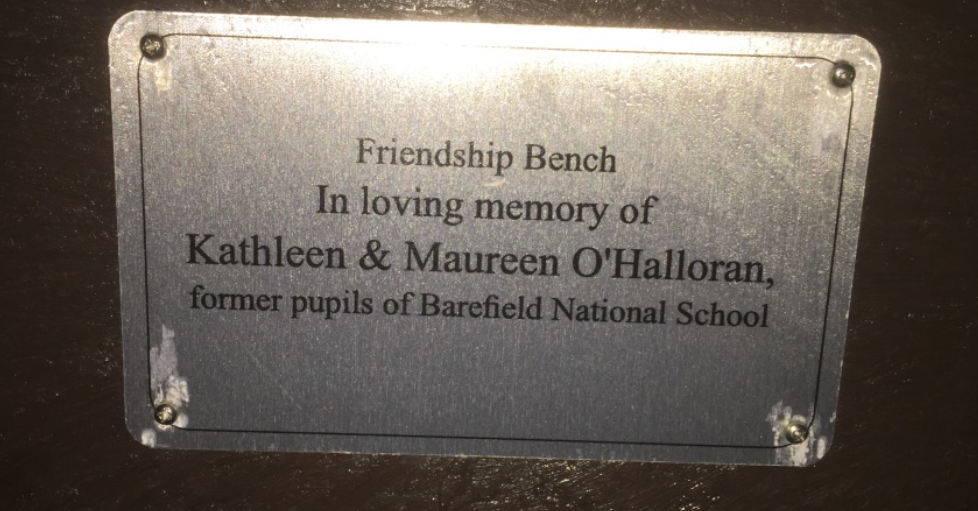 Friendship Bench
In loving memory of
Kathleen & Maureen O'Halloran,
former pupils of Barefield National School